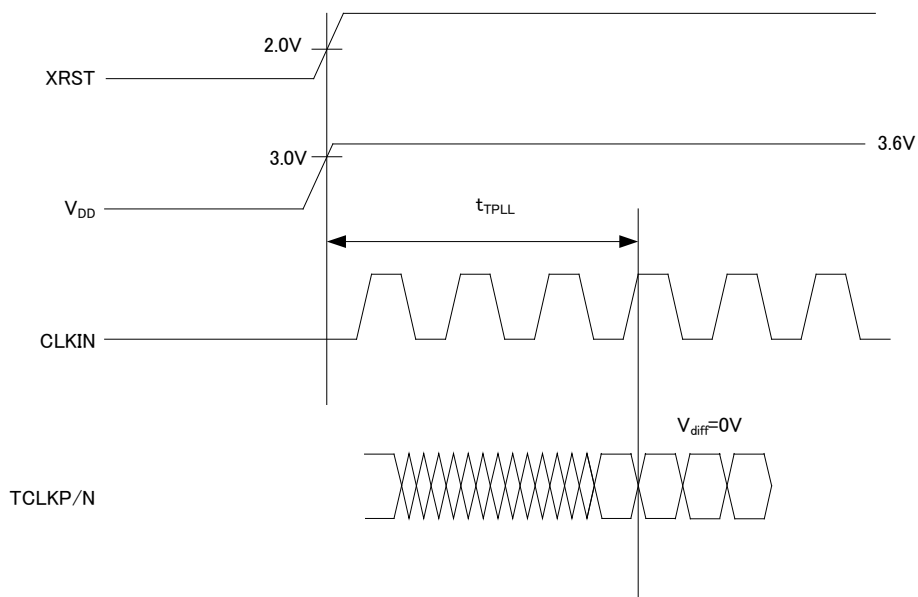 2.0V
XRST
3.0V
3.6V
VDD
tTPLL
CLKIN
Vdiff=0V
TCLKP/N